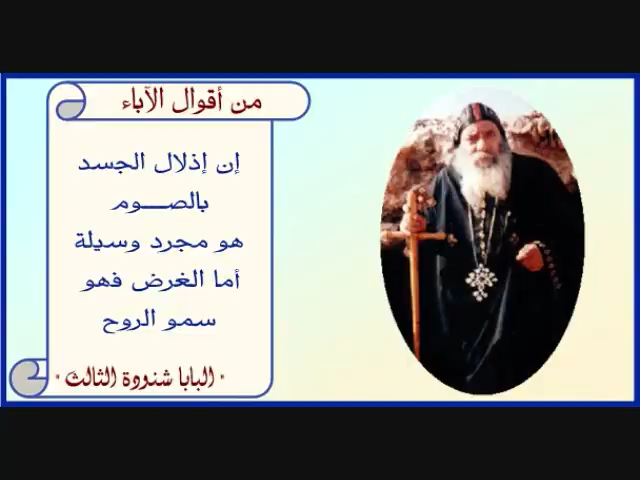 من أقوال الآباء
إن إذلال الجسد
بالصـــوم
هو مجرد وسيلة
أما الغرض فهو
سمو الروح
" البابا شنودة الثالث "